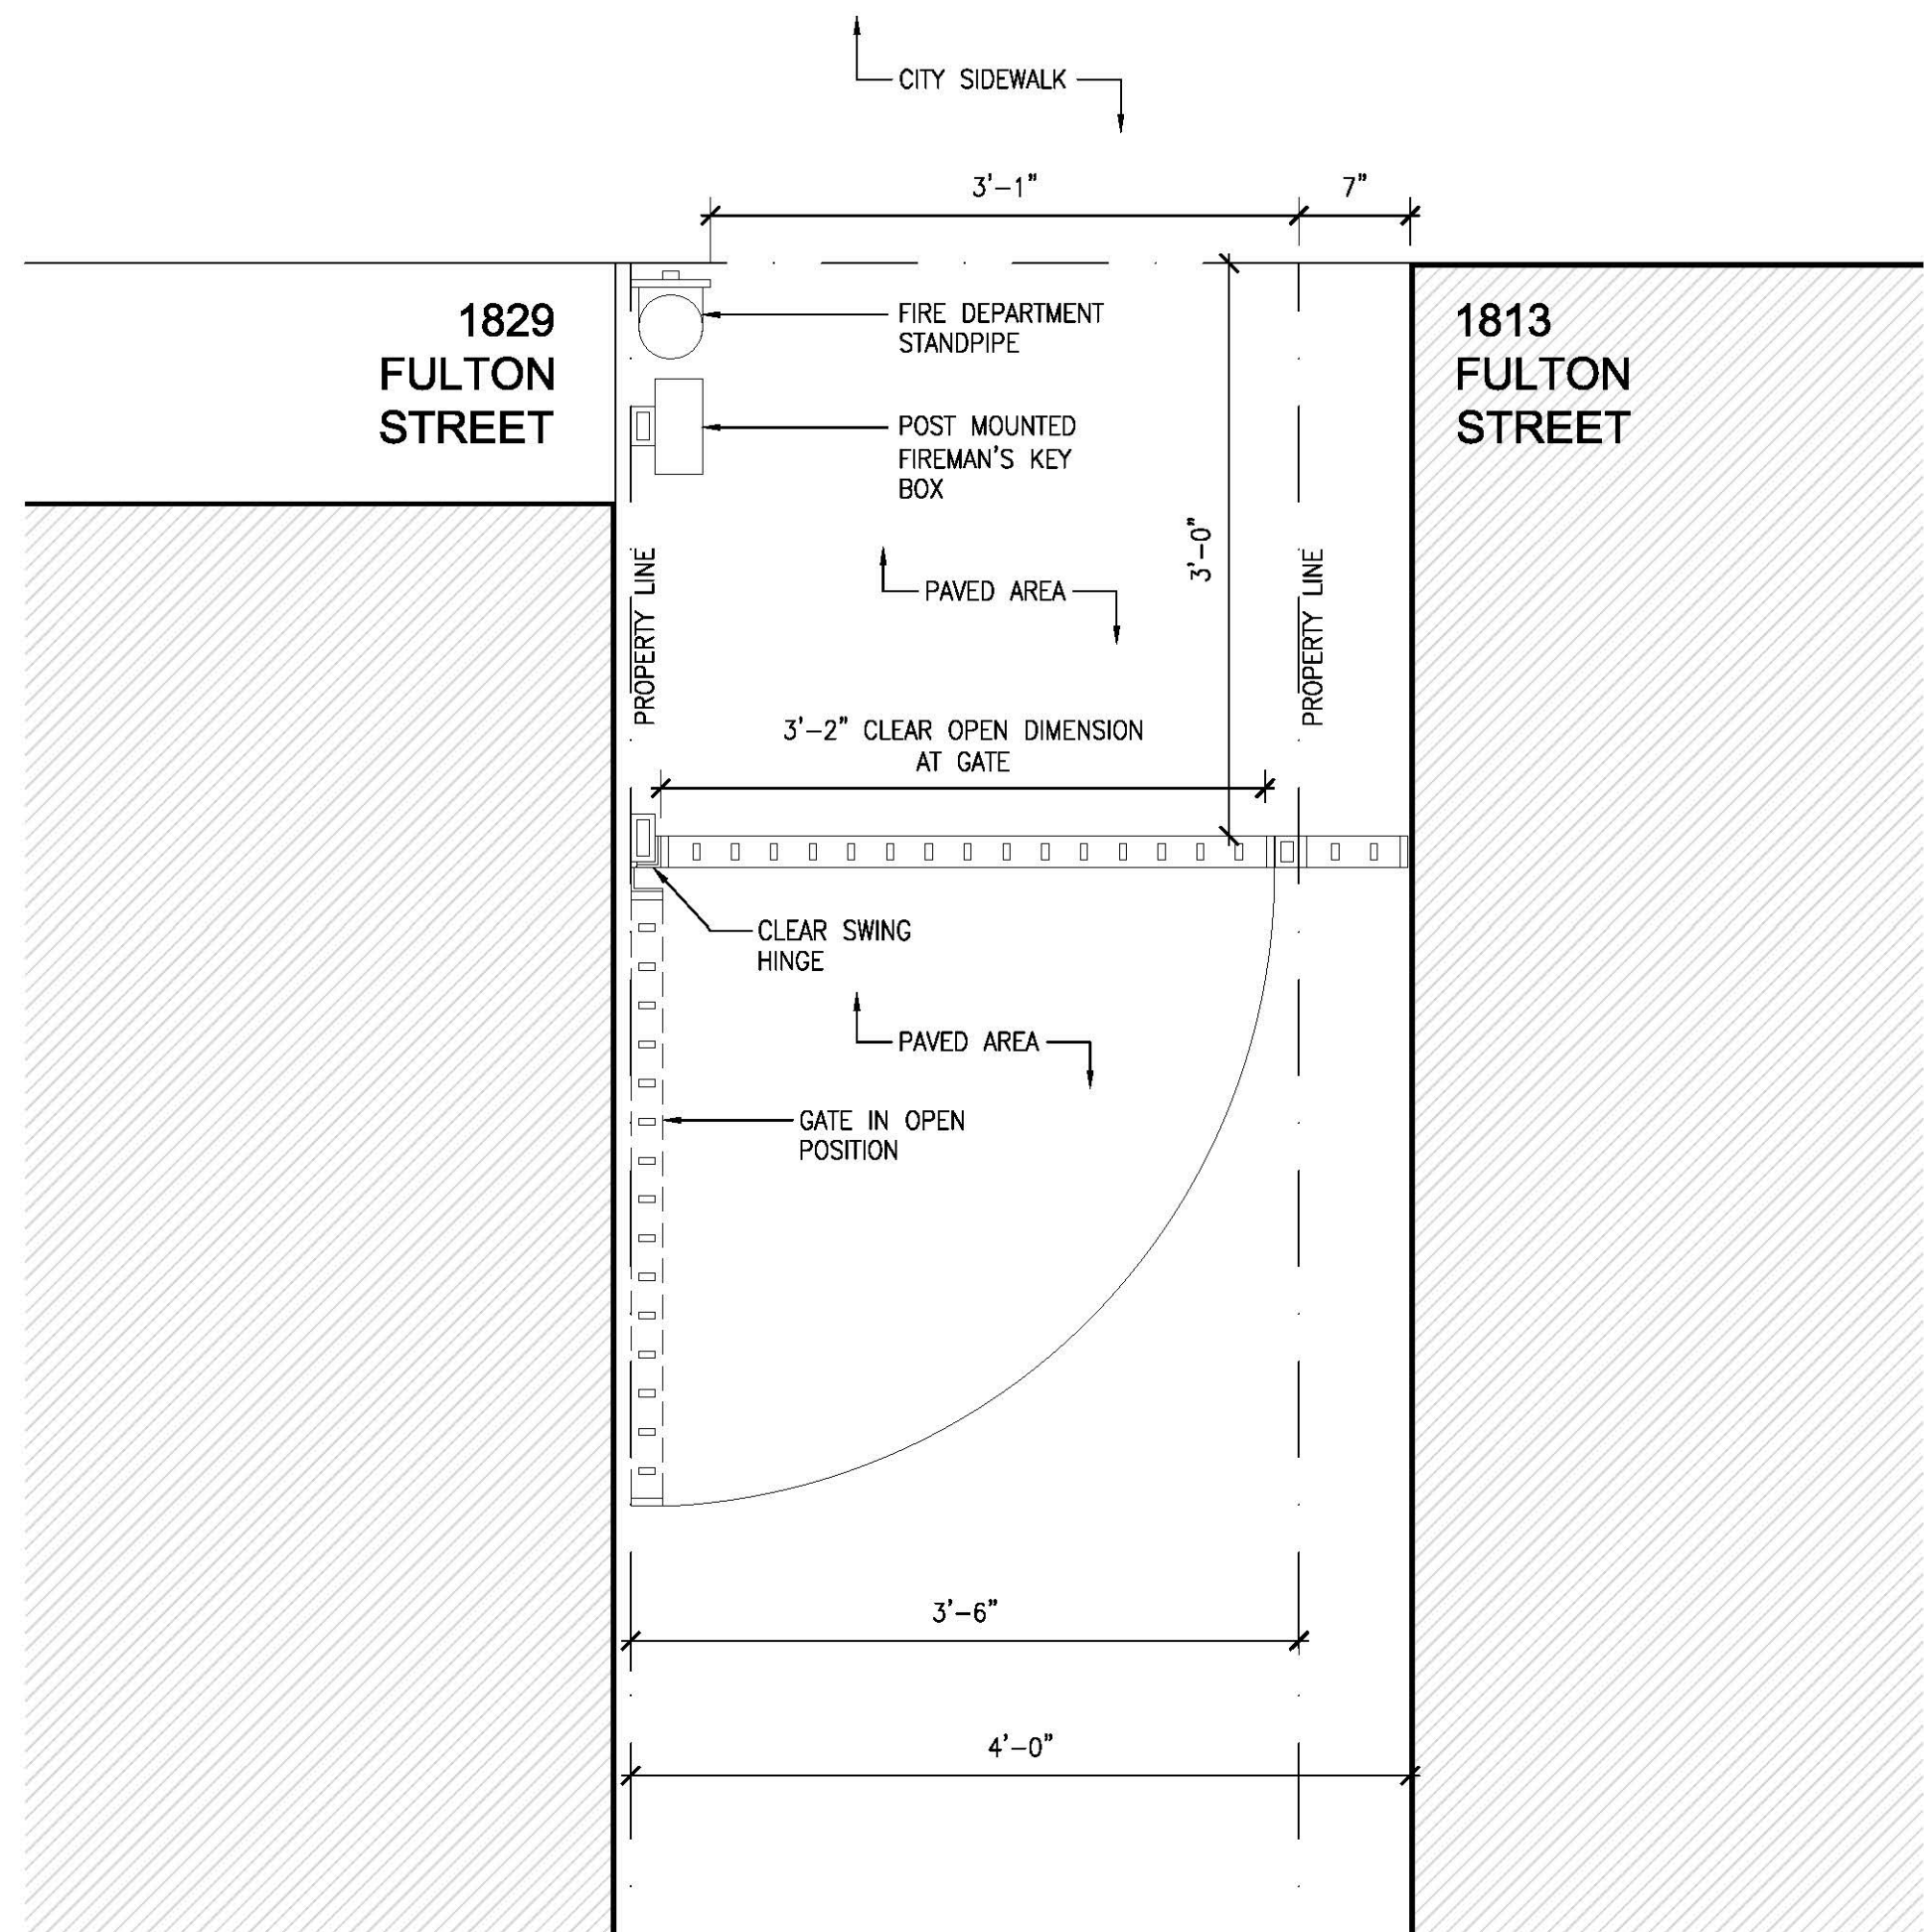 CITY SIDEWALK
3'-1"
7"
1829
FULTON
STREET
FIRE DEPARTMENT
STANDPIPE
1813
FULTON
STREET
POST MOUNTED
FIREMAN'S KEY
BOX
3'-0"
PROPERTY LINE
PAVED AREA
PROPERTY LINE
3'-2" CLEAR OPEN DIMENSION
AT GATE
CLEAR SWING
HINGE
PAVED AREA
GATE IN OPEN
POSITION
3'-6"
4'-0"